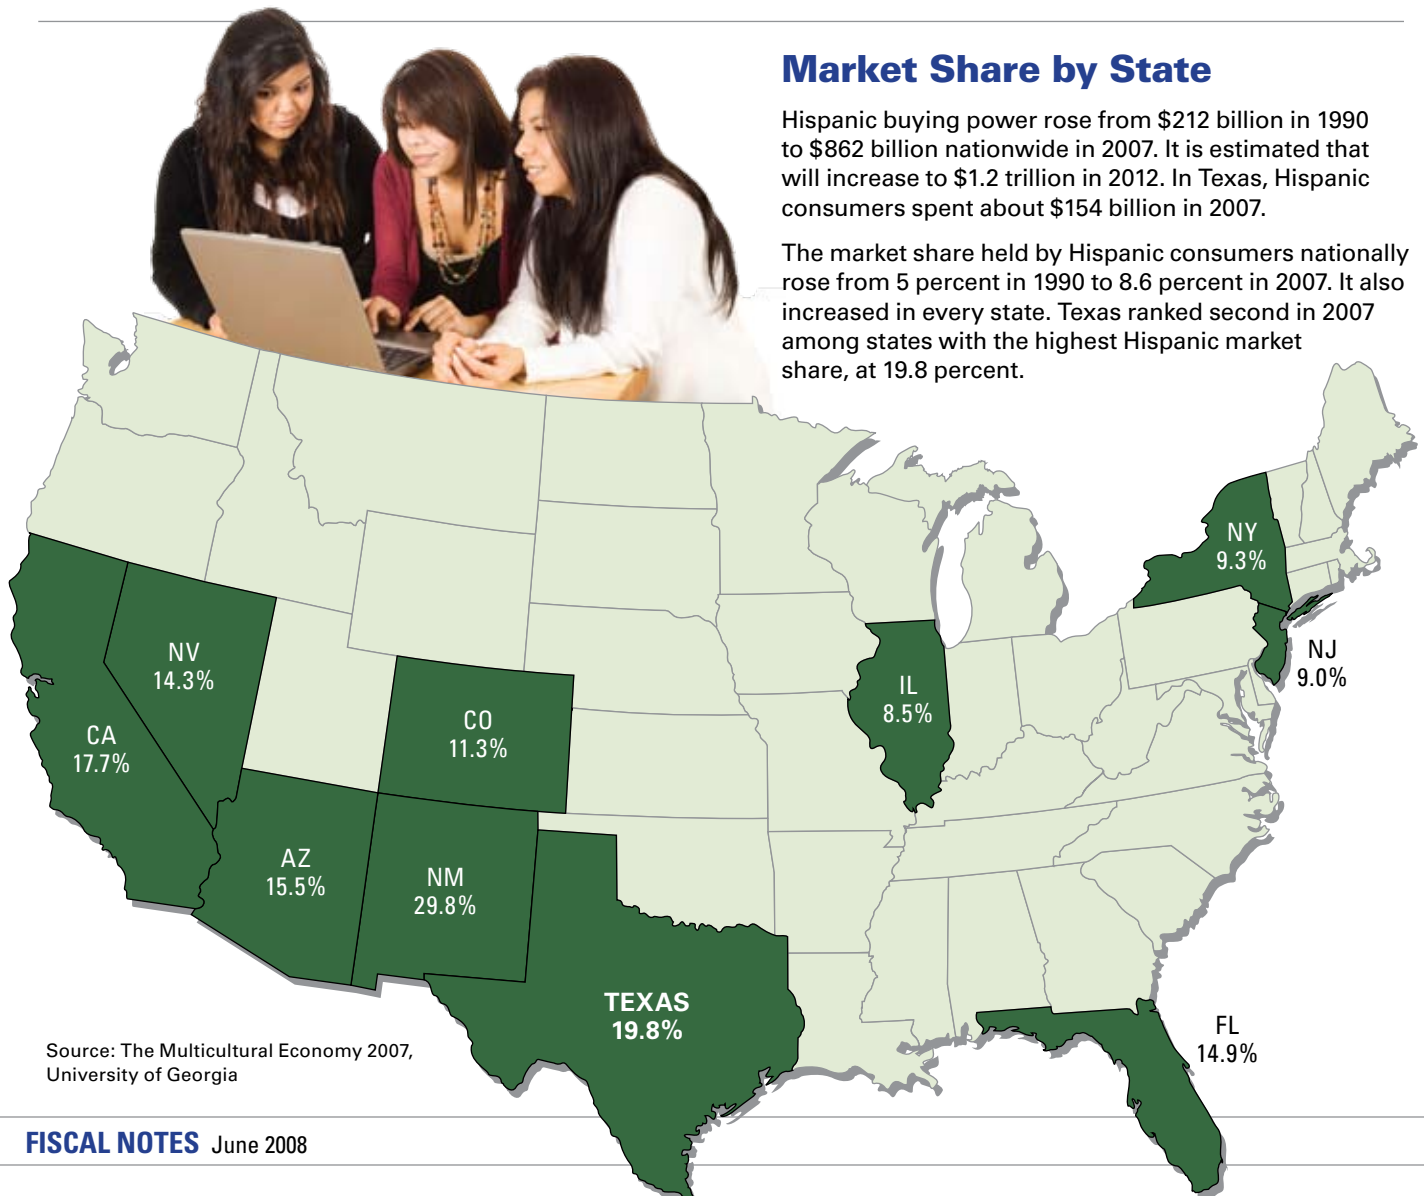 Market Share by State
Hispanic buying power rose from $212 billion in 1990
to $862 billion nationwide in 2007. It is estimated that
will increase to $1.2 trillion in 2012. In Texas, Hispanic
consumers spent about $154 billion in 2007.
The market share held by Hispanic consumers nationally
rose from 5 percent in 1990 to 8.6 percent in 2007. It also
increased in every state. Texas ranked second in 2007
among states with the highest Hispanic market
share, at 19.8 percent.
NY
9.3%
NJ
9.0%
NV
14.3%
IL
8.5%
CO
11.3%
CA
17.7%
AZ
15.5%
NM
29.8%
TEXAS
19.8%
FL
14.9%
Source: The Multicultural Economy 2007,
University of Georgia
FISCAL NOTES June 2008